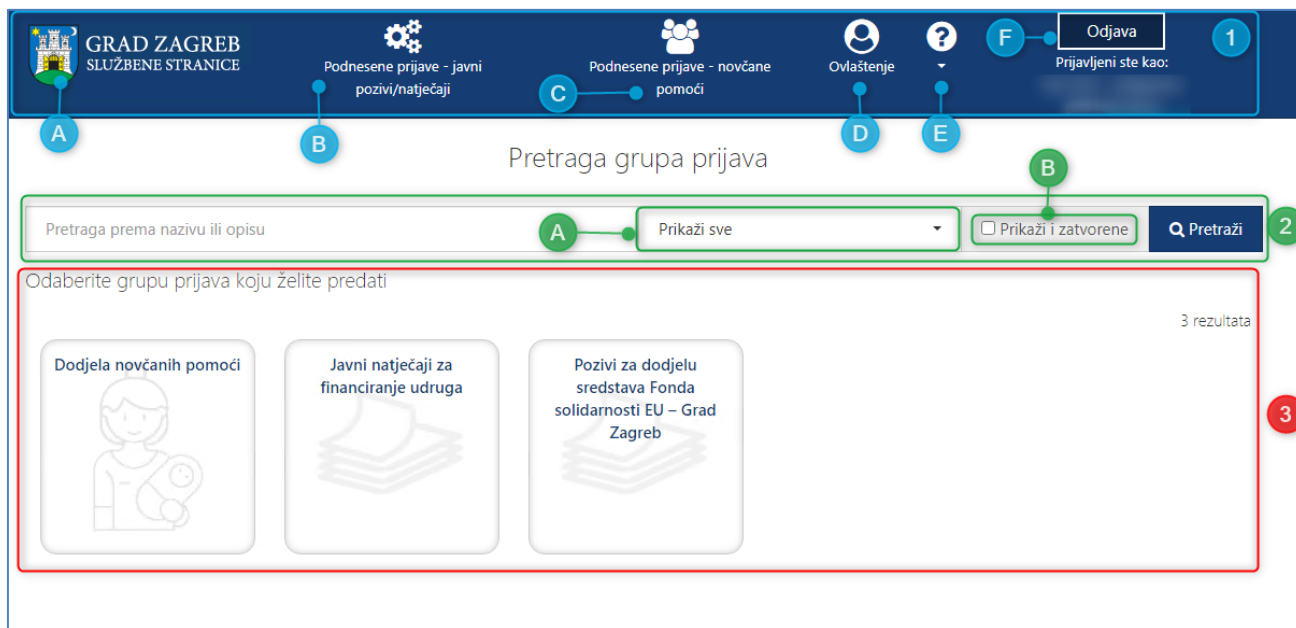 GRAD ZAGREB
SLUŽBENE STRANICE
A
Podnesene prijave - javni
pozivi/natječaji
B
Podnesene prijave - novčane
pomoći
C
Ovlaštenje
D
?
E
F
Odjava
Prijavljeni ste kao:
1
Pretraga grupa prijava
Pretraga prema nazivu ili opisu
A
Prikaži sve
B
Prikaži i zatvorene
Pretraži
2
Odaberite grupu prijava koju želite predati
3 rezultata
Dodjela novčanih pomoći
Javni natječaji za
financiranje udruga
Pozivi za dodjelu
sredstava Fonda
solidarnosti EU – Grad
Zagreb
3